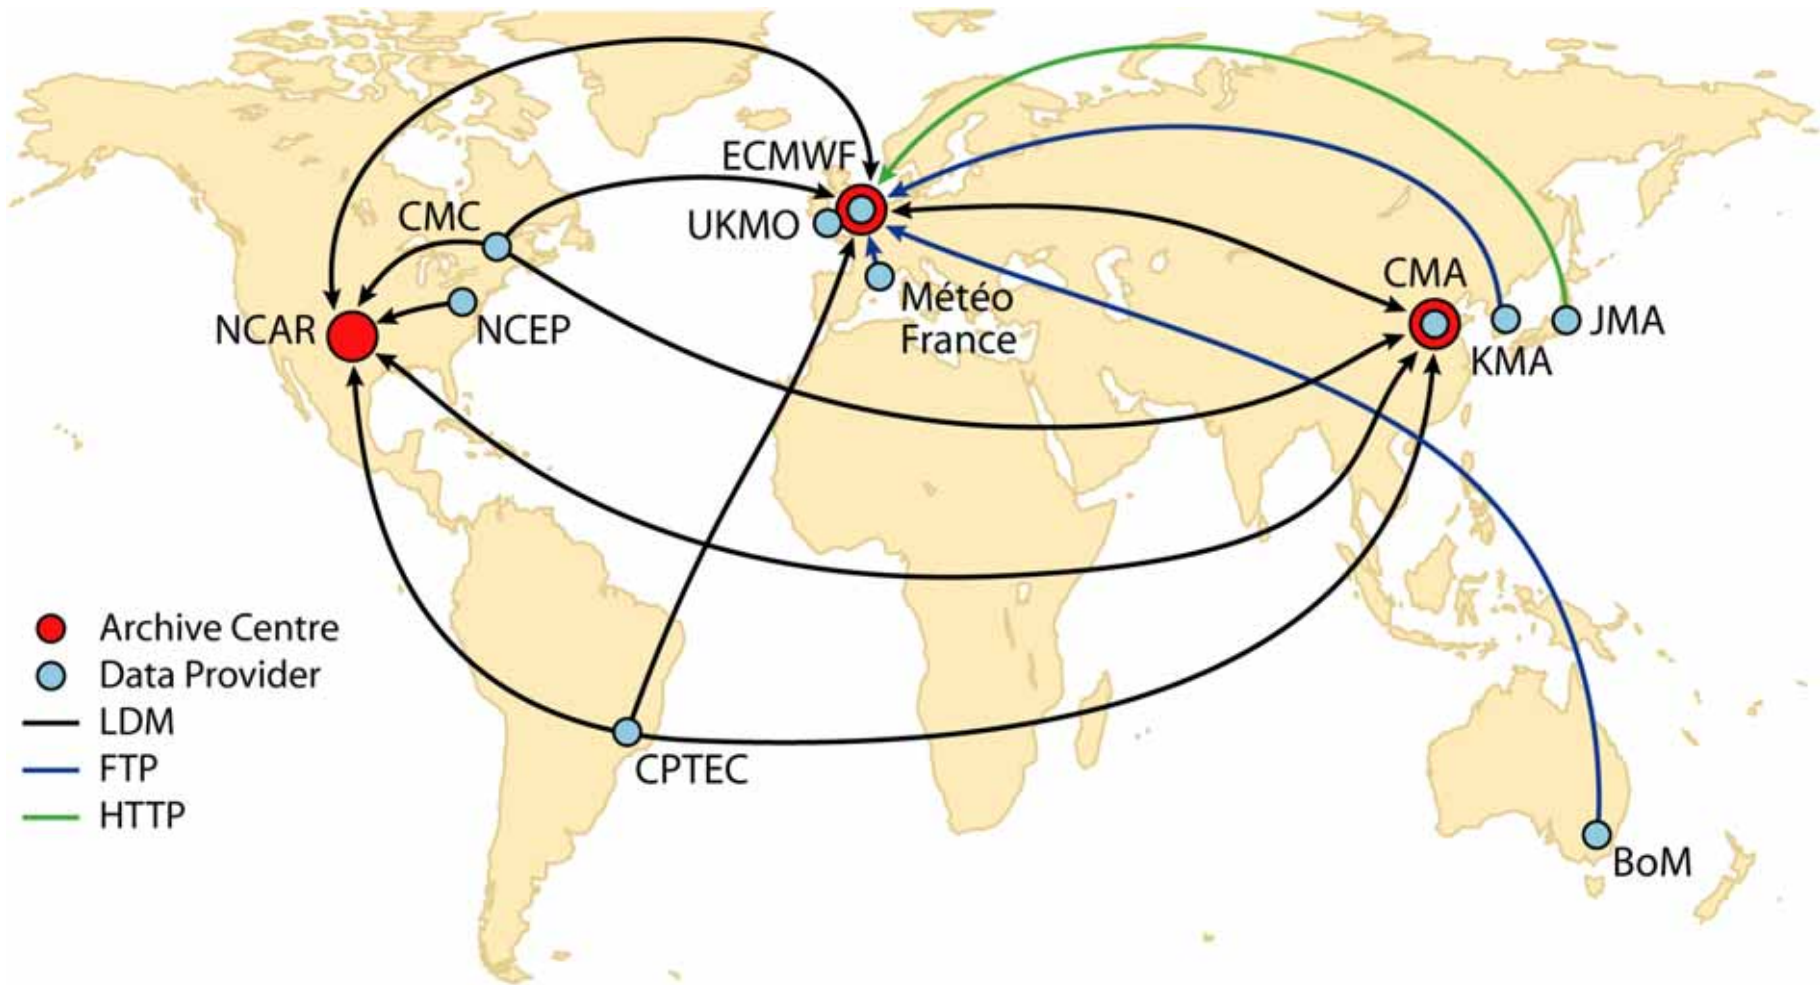 ECMWF
CMC
UKMO
CMA
Météo
France
NCAR
NCEP
JMA
KMA
Archive Centre
Data Provider
LDM
FTP
HTTP
CPTEC
BoM